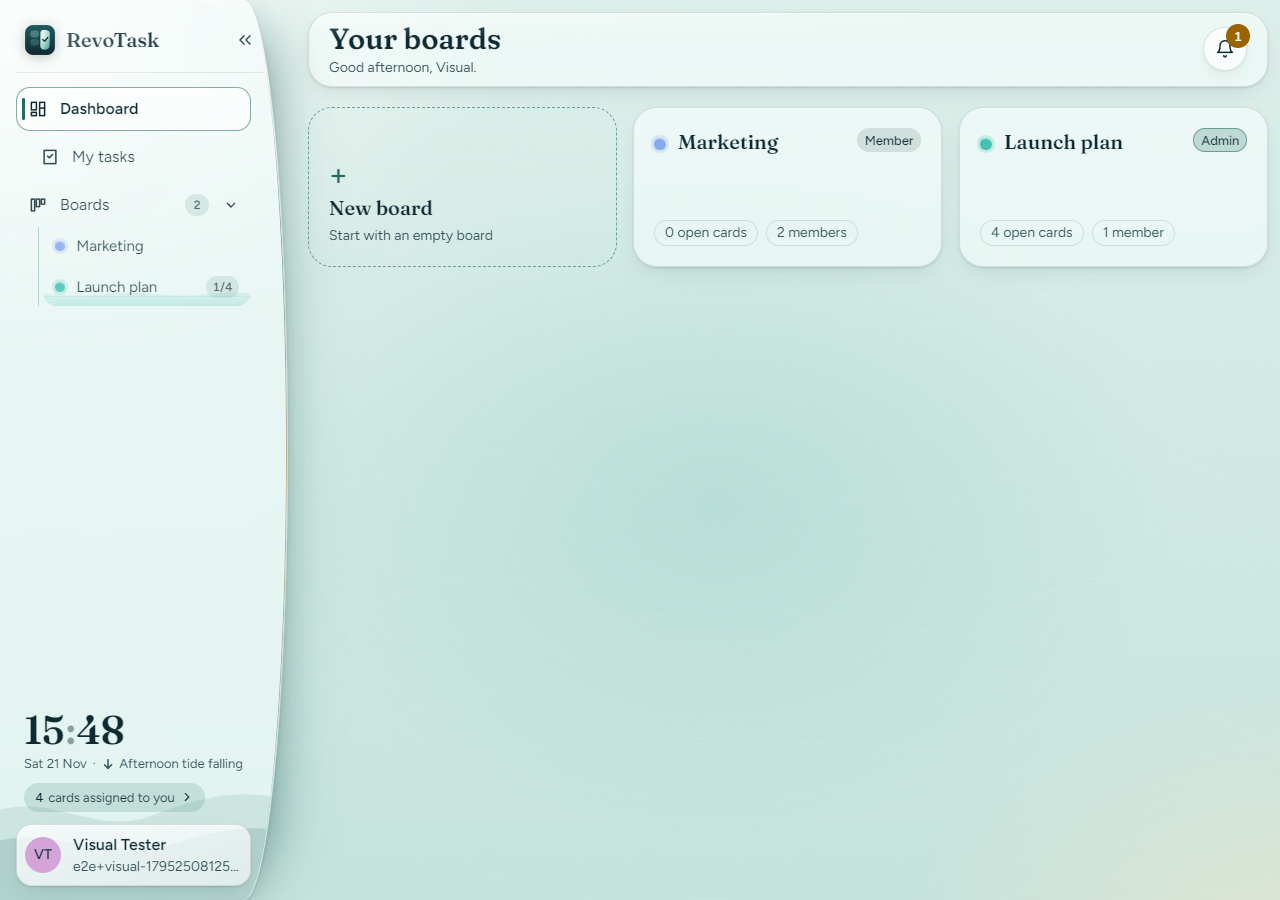 RevoTask
Dashboard
My tasks
Boards 2
Marketing
Launch plan 1/4
15:48
Sat 21 Nov · ↓ Afternoon tide falling
4 cards assigned to you
VT
Visual Tester
e2e+visual-17952508125...
Your boards
Good afternoon, Visual.
1
+
New board
Start with an empty board
Marketing Member
0 open cards 2 members
Launch plan Admin
4 open cards 1 member